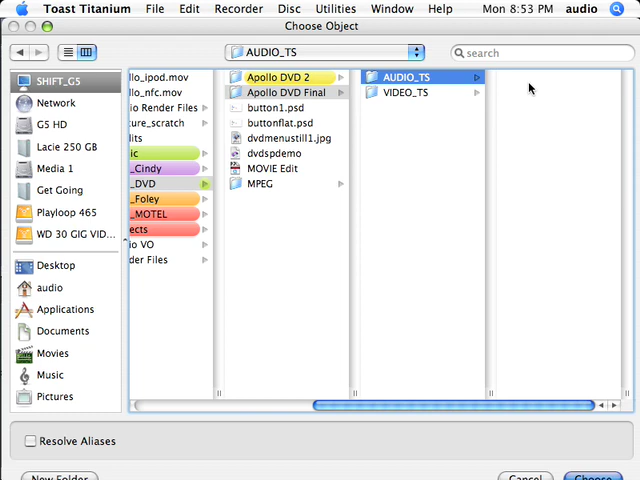 Toast Titanium File Edit Recorder Disc Utilities Window Help Mon 8:53 PM audio
Choose Object
AUDIO_TS
search
SHIFT_G5
Network
G5 HD
Lacie 250 GB
Media 1
Get Going
Playloop 465
WD 30 GIG VID...
Desktop
audio
Applications
Documents
Movies
Music
Pictures
llo_ipod.mov
llo_nfc.mov
io Render Files
ture_scratch
lits
ic
_Cindy
_DVD
_Foley
_MOTEL
ects
io VO
der Files
Apollo DVD 2
Apollo DVD Final
button1.psd
buttonflat.psd
dvdmenustill1.jpg
dvdspdemo
MOVIE Edit
MPEG
AUDIO_TS
VIDEO_TS
Resolve Aliases
New Folder
Cancel
Choose